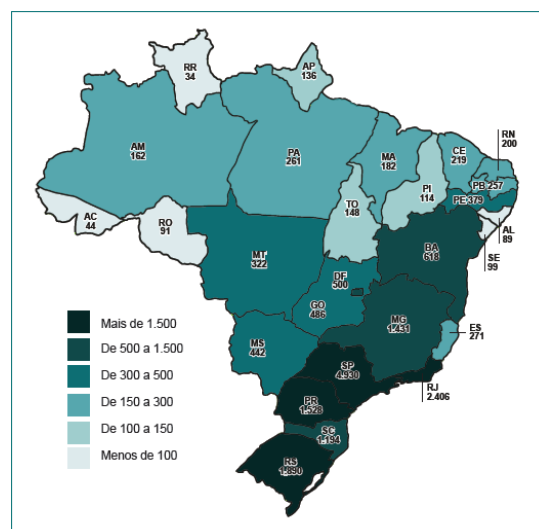 RR
34
AP
136
AM
162
PA
261
MA
182
CE
219
RN
200
PI
114
PB 257
PE 379
AL
89
SE
99
TO
148
AC
44
RO
91
MT
322
BA
618
DF
500
GO
486
MG
1.431
ES
271
MS
442
SP
4.930
RJ
2.406
PR
1.528
SC
1.194
RS
1.890
Mais de 1.500
De 500 a 1.500
De 300 a 500
De 150 a 300
De 100 a 150
Menos de 100